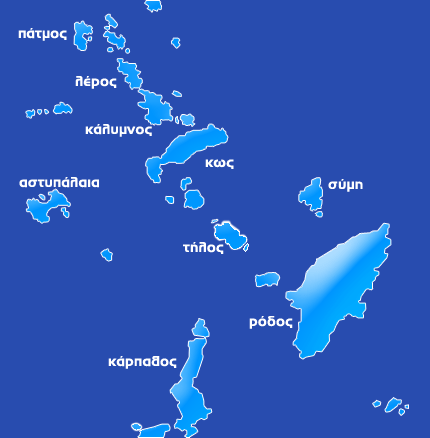 πάτμος
λέρος
κάλυμνος
κως
αστυπάλαια
σύμη
τήλος
ρόδος
κάρπαθος